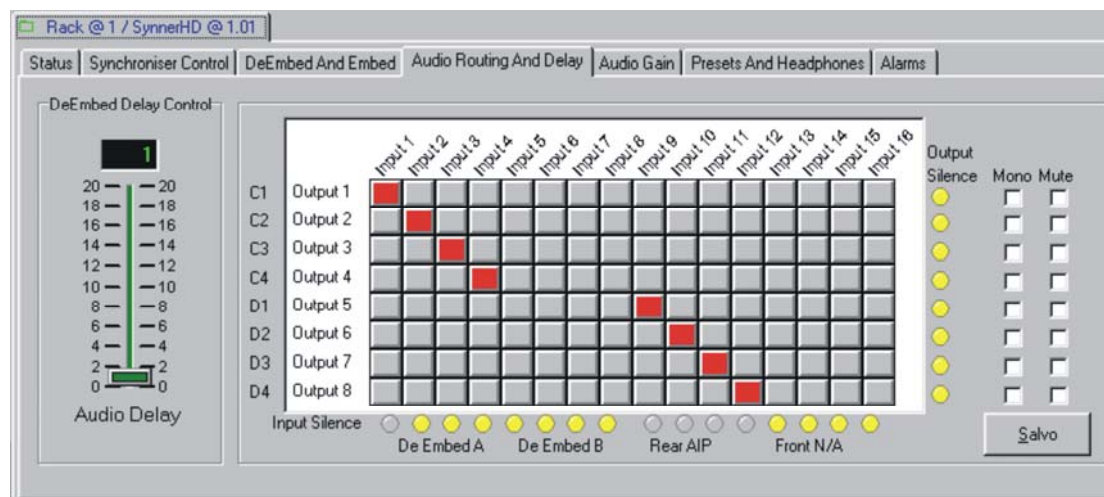 Rack @ 1 / SynnerHD @ 1.01
Status Synchroniser Control DeEmbed And Embed Audio Routing And Delay Audio Gain Presets And Headphones Alarms
DeEmbed Delay Control
1
20 20
18 18
16 16
14 14
12 12
10 10
8 8
6 6
4 4
2 2
0 0
Audio Delay
Input 1 Input 2 Input 3 Input 4 Input 5 Input 6 Input 7 Input 8 Input 9 Input 10 Input 11 Input 12 Input 13 Input 14 Input 15 Input 16
Output
Silence Mono Mute
C1 Output 1
C2 Output 2
C3 Output 3
C4 Output 4
D1 Output 5
D2 Output 6
D3 Output 7
D4 Output 8
Input Silence
De Embed A De Embed B Rear AIP Front N/A
Salvo